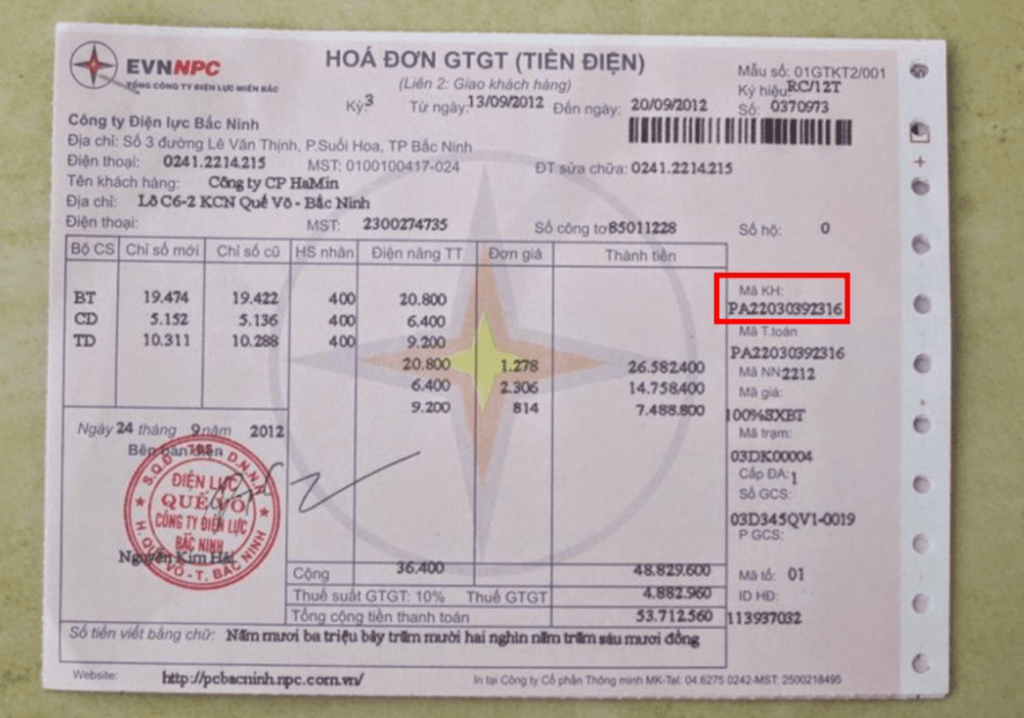 EVNNPC
TỔNG CÔNG TY ĐIỆN LỰC MIỀN BẮC
HOÁ ĐƠN GTGT (TIỀN ĐIỆN)
(Liên 2: Giao khách hàng)
Kỳ: 3 Từ ngày: 13/09/2012 Đến ngày: 20/09/2012
Mẫu số: 01GTKT2/001
Ký hiệu: RC/12T
Số: 0370973
Công ty Điện lực Bắc Ninh
Địa chỉ: Số 3 đường Lê Văn Thịnh, P.Suối Hoa, TP Bắc Ninh
Điện thoại: 0241.2214.215 MST: 0100100417-024 ĐT sửa chữa: 0241.2214.215
Tên khách hàng: Công ty CP HaMin
Địa chỉ: Lô C6-2 KCN Quế Võ - Bắc Ninh
Điện thoại: MST: 2300274735 Số công tơ 85011228 Số hộ: 0
Bộ CS Chỉ số mới Chỉ số cũ HS nhân Điện năng TT Đơn giá Thành tiền
BT 19.474 19.422 400 20.800
CD 5.152 5.136 400 6.400
TD 10.311 10.288 400 9.200
20.800 1.278 26.582.400
6.400 2.306 14.758.400
9.200 814 7.488.800
Mã KH:
PA22030392316
Mã T.toán
PA22030392316
Mã NN: 2212
Mã giá:
100%SXBT
Mã trạm:
03DK00004
Cấp ĐA: 1
Số GCS:
03D345QV1-0019
P GCS:
Mã tổ: 01
ID HĐ:
113937032
Ngày 24 tháng 9 năm 2012
Bên bán điện
ĐIỆN LỰC
QUẾ VÕ
CÔNG TY ĐIỆN LỰC
BẮC NINH
H.QUẾ VÕ - T. BẮC NINH
Nguyễn Kim Hải
Cộng 36.400 48.829.600
Thuế suất GTGT: 10% Thuế GTGT 4.882.960
Tổng cộng tiền thanh toán 53.712.560
Số tiền viết bằng chữ: Năm mươi ba triệu bảy trăm mười hai nghìn năm trăm sáu mươi đồng
Website: http://pcbacninh.npc.com.vn/
In tại Công ty Cổ phần Thông minh MK-Tel: 04.6275 0242-MST: 2500218495